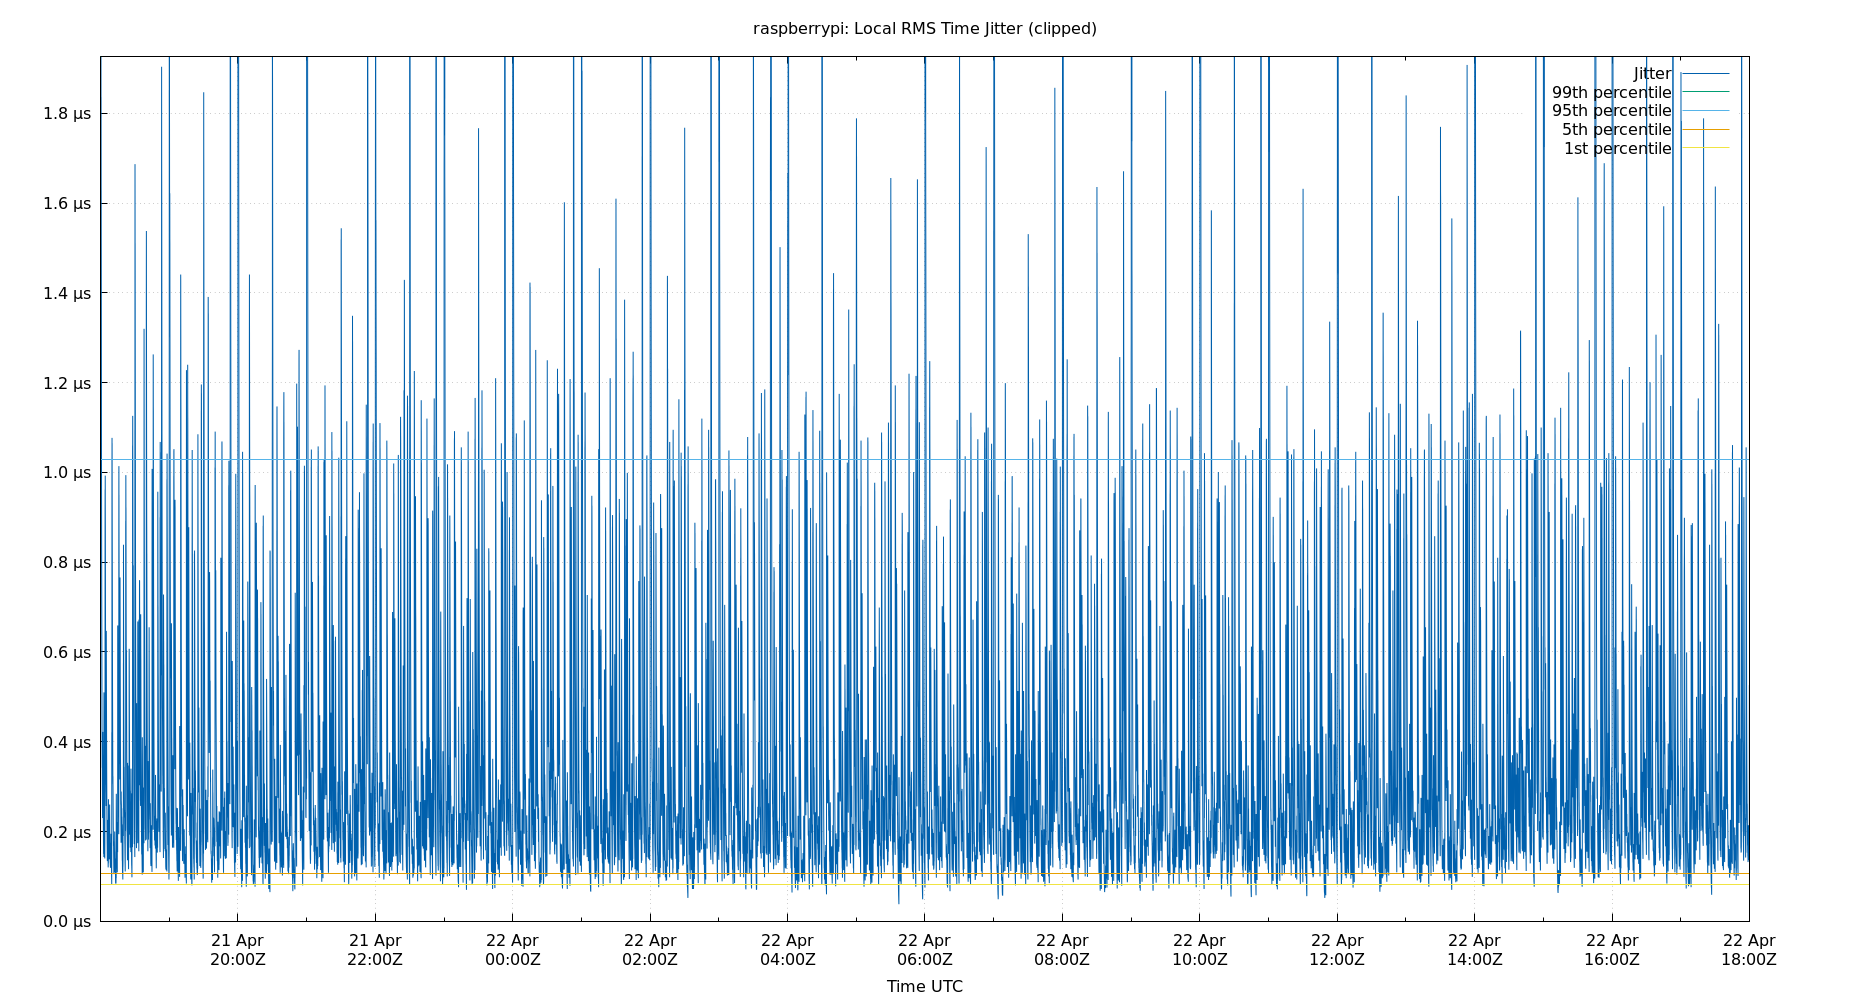 raspberrypi: Local RMS Time Jitter (clipped)
Jitter
99th percentile
95th percentile
5th percentile
1st percentile
1.8 µs
1.6 µs
1.4 µs
1.2 µs
1.0 µs
0.8 µs
0.6 µs
0.4 µs
0.2 µs
0.0 µs
21 Apr 21 Apr 22 Apr 22 Apr 22 Apr 22 Apr 22 Apr 22 Apr 22 Apr 22 Apr 22 Apr 22 Apr
20:00Z 22:00Z 00:00Z 02:00Z 04:00Z 06:00Z 08:00Z 10:00Z 12:00Z 14:00Z 16:00Z 18:00Z
Time UTC